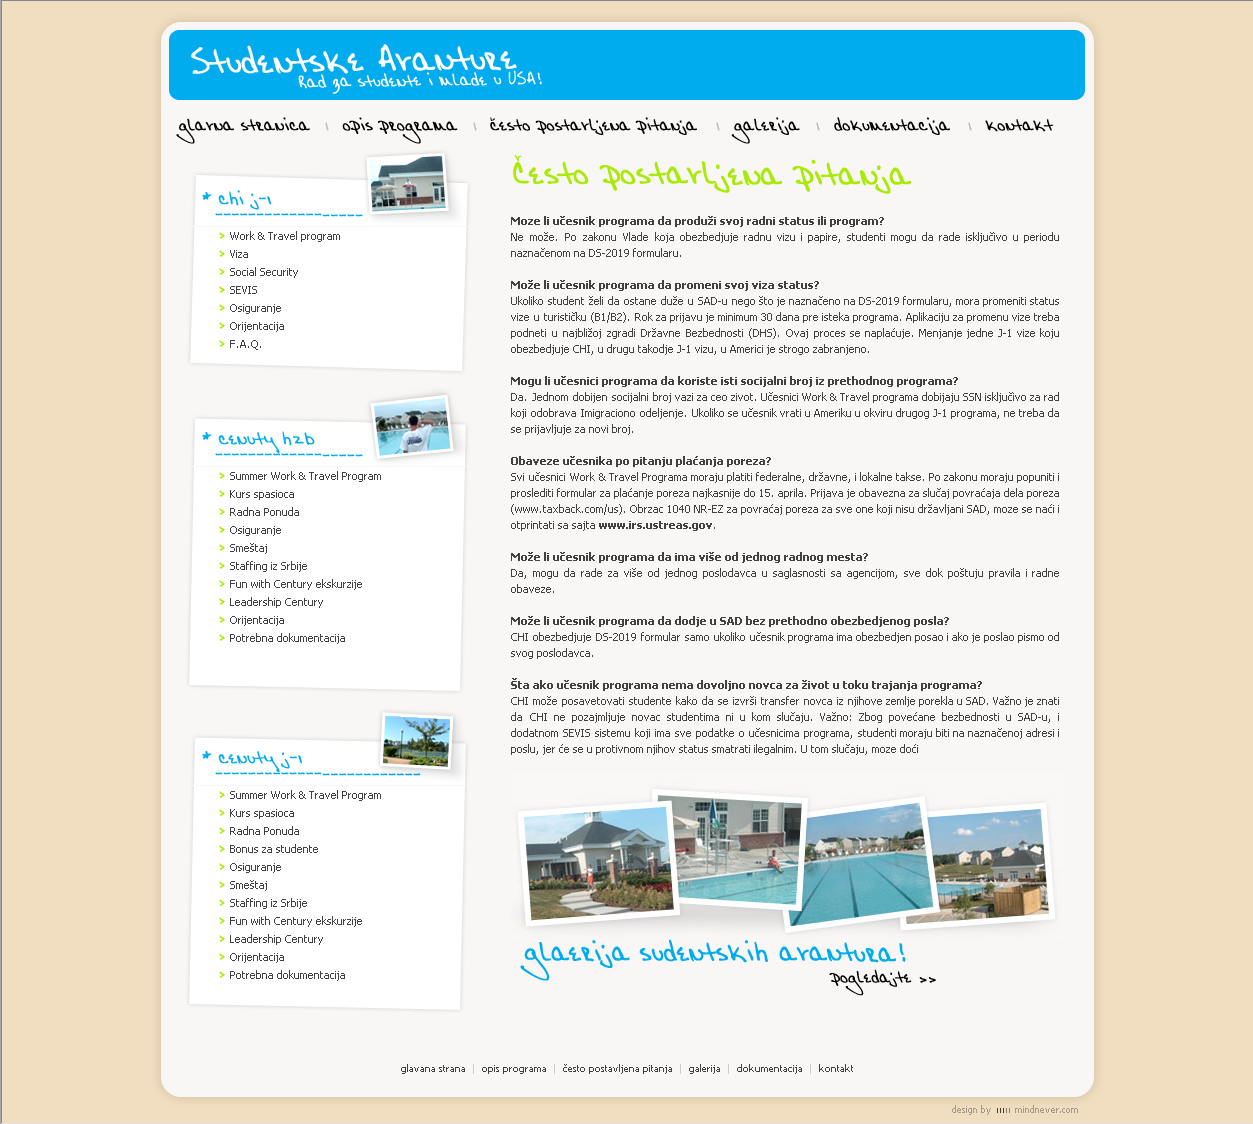 Studentske Avanture
Rad za studente i mlade u USA!
glavna stranica | opis programa | često postavljena pitanja | galerija | dokumentacija | kontakt
* chi j-1
> Work & Travel program
> Viza
> Social Security
> SEVIS
> Osiguranje
> Orijentacija
> F.A.Q.
* cenuty h2b
> Summer Work & Travel Program
> Kurs spasioca
> Radna Ponuda
> Osiguranje
> Smeštaj
> Staffing iz Srbije
> Fun with Century ekskurzije
> Leadership Century
> Orijentacija
> Potrebna dokumentacija
* cenuty j-1
> Summer Work & Travel Program
> Kurs spasioca
> Radna Ponuda
> Bonus za studente
> Osiguranje
> Smeštaj
> Staffing iz Srbije
> Fun with Century ekskurzije
> Leadership Century
> Orijentacija
> Potrebna dokumentacija
često postavljena pitanja
Moze li učesnik programa da produži svoj radni status ili program?
Ne može. Po zakonu Vlade koja obezbedjuje radnu vizu i papire, studenti mogu da rade isključivo u periodu
naznačenom na DS-2019 formularu.
Može li učesnik programa da promeni svoj viza status?
Ukoliko student želi da ostane duže u SAD-u nego što je naznačeno na DS-2019 formularu, mora promeniti status
vize u turističku (B1/B2). Rok za prijavu je minimum 30 dana pre isteka programa. Aplikaciju za promenu vize treba
podneti u najbližoj zgradi Državne Bezbednosti (DHS). Ovaj proces se naplaćuje. Menjanje jedne J-1 vize koju
obezbedjuje CHI, u drugu takodje J-1 vizu, u Americi je strogo zabranjeno.
Mogu li učesnici programa da koriste isti socijalni broj iz prethodnog programa?
Da. Jednom dobijen socijalni broj vazi za ceo zivot. Učesnici Work & Travel programa dobijaju SSN isključivo za rad
koji odobrava Imigraciono odeljenje. Ukoliko se učesnik vrati u Ameriku u okviru drugog J-1 programa, ne treba da
se prijavljuje za novi broj.
Obaveze učesnika po pitanju plaćanja poreza?
Svi učesnici Work & Travel Programa moraju platiti federalne, državne, i lokalne takse. Po zakonu moraju popuniti i
proslediti formular za plaćanje poreza najkasnije do 15. aprila. Prijava je obavezna za slučaj povraćaja dela poreza
(www.taxback.com/us). Obrzac 1040 NR-EZ za povraćaj poreza za sve one koji nisu državljani SAD, moze se naći i
otprintati sa sajta www.irs.ustreas.gov.
Može li učesnik programa da ima više od jednog radnog mesta?
Da, mogu da rade za više od jednog poslodavca u saglasnosti sa agencijom, sve dok poštuju pravila i radne
obaveze.
Može li učesnik programa da dodje u SAD bez prethodno obezbedjenog posla?
CHI obezbedjuje DS-2019 formular samo ukoliko učesnik programa ima obezbedjen posao i ako je poslao pismo od
svog poslodavca.
Šta ako učesnik programa nema dovoljno novca za život u toku trajanja programa?
CHI može posavetovati studente kako da se izvrši transfer novca iz njihove zemlje porekla u SAD. Važno je znati
da CHI ne pozajmljuje novac studentima ni u kom slučaju. Važno: Zbog povećane bezbednosti u SAD-u, i
dodatnom SEVIS sistemu koji ima sve podatke o učesnicima programa, studenti moraju biti na naznačenoj adresi i
poslu, jer će se u protivnom njihov status smatrati ilegalnim. U tom slučaju, moze doći
glaerija sudentskih avantura!
pogledajte >>
glavana strana | opis programa | često postavljena pitanja | galerija | dokumentacija | kontakt
design by mindnever.com